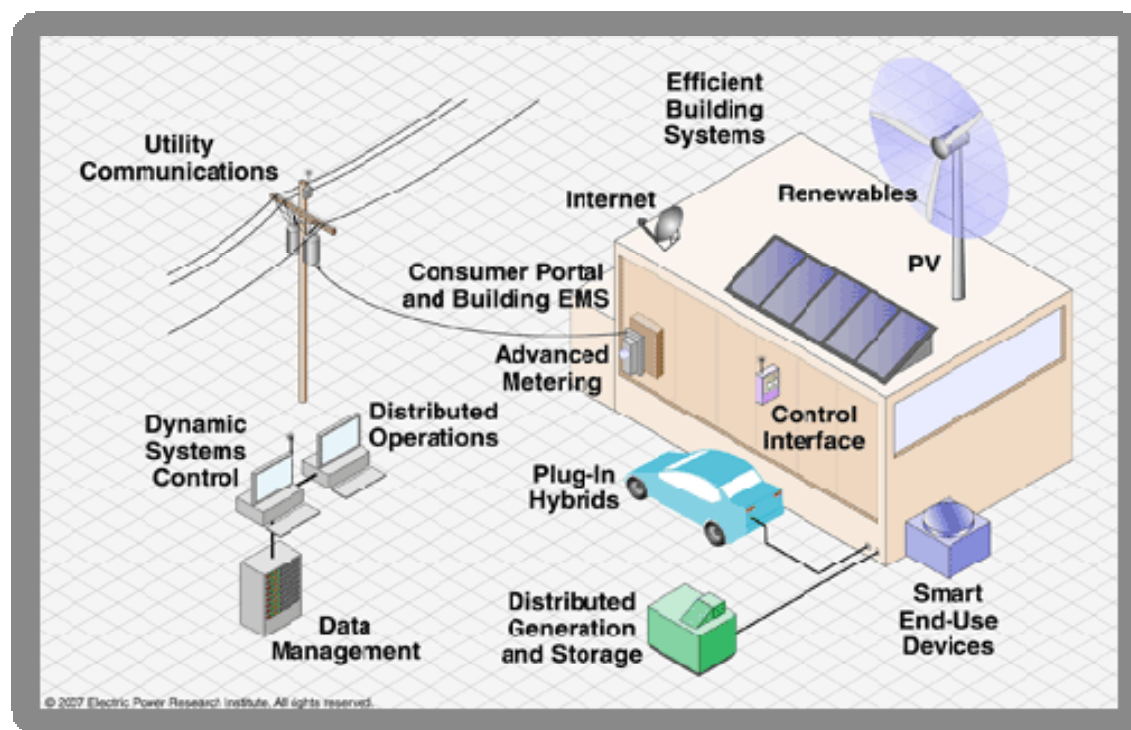 Efficient
Building
Systems
Utility
Communications
Internet
Renewables
PV
Consumer Portal
and Building EMS
Advanced
Metering
Control
Interface
Dynamic
Systems
Control
Distributed
Operations
Plug-In
Hybrids
Data
Management
Distributed
Generation
and Storage
Smart
End-Use
Devices
© 2007 Electric Power Research Institute. All rights reserved.